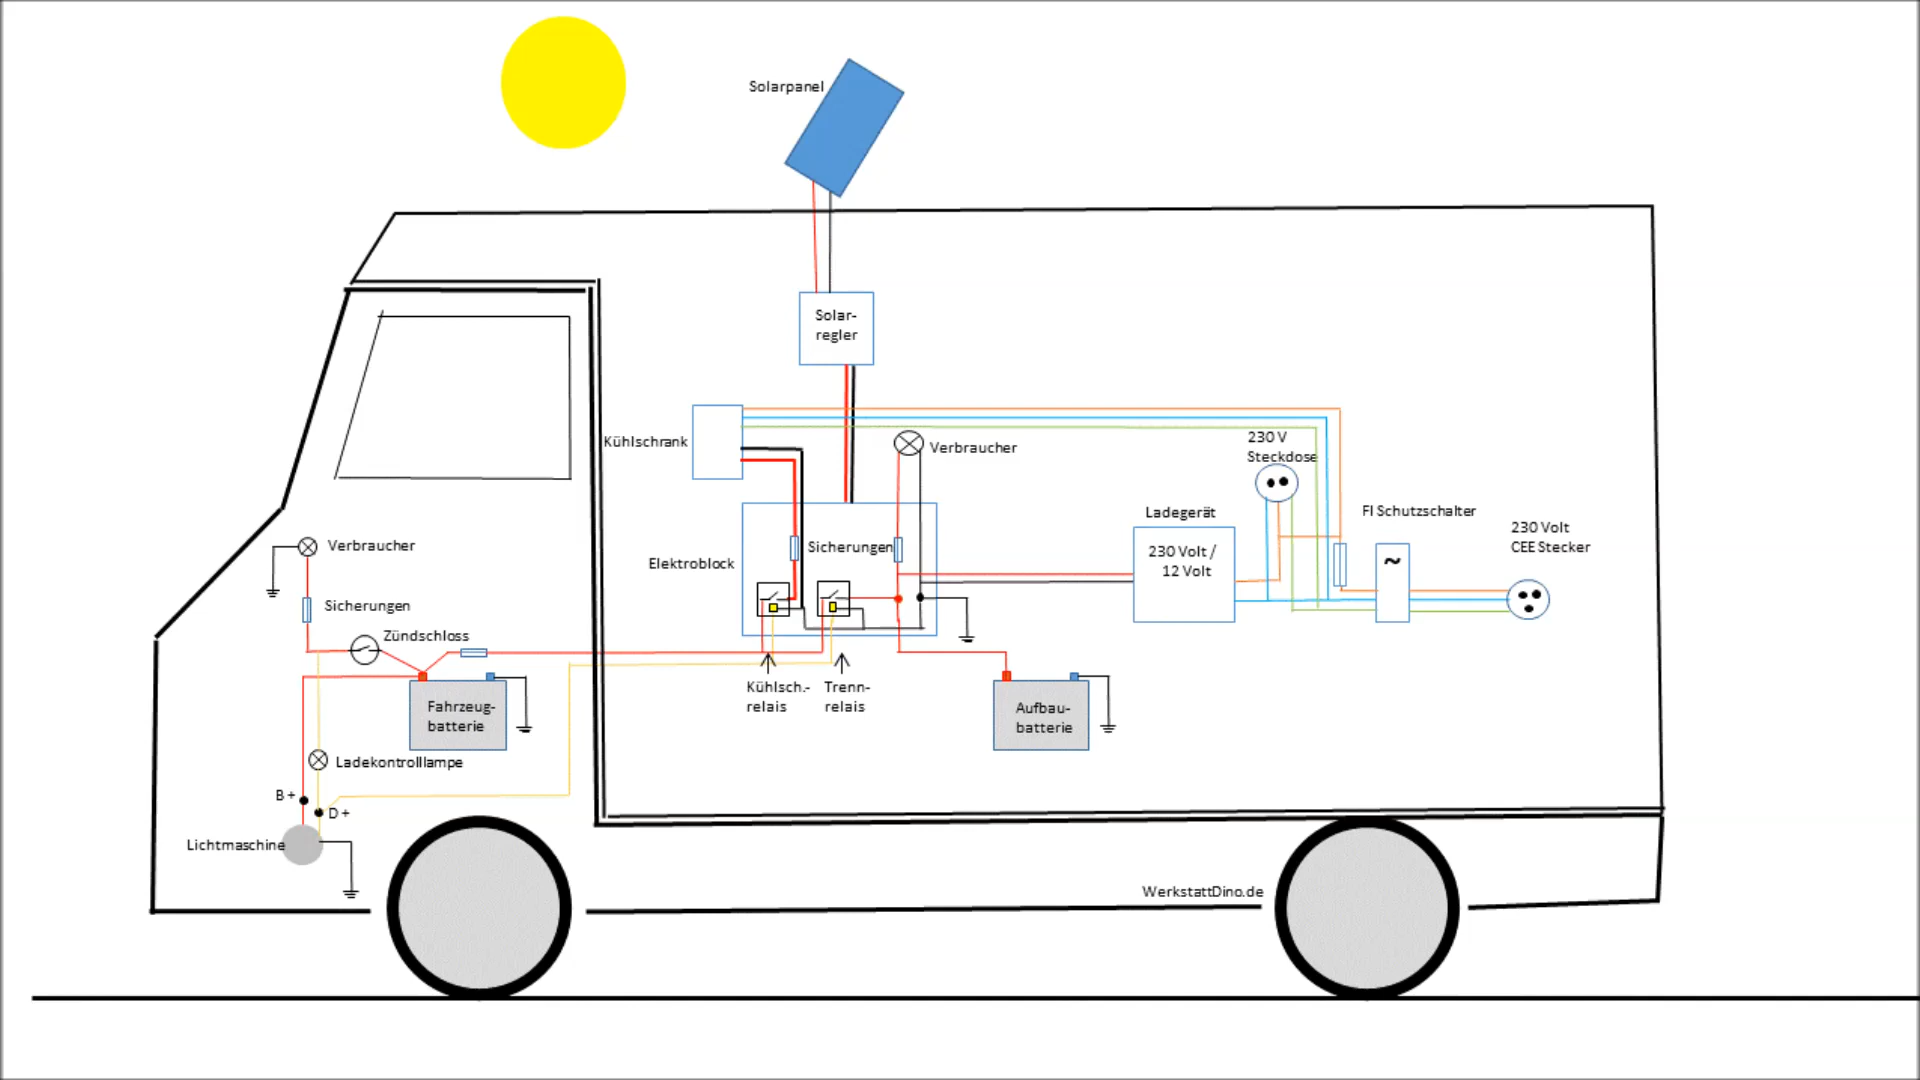 Solarpanel
Solar-
regler
Kühlschrank
Verbraucher
230 V
Steckdose
Ladegerät
FI Schutzschalter
230 Volt
CEE Stecker
230 Volt /
12 Volt
~
Sicherungen
Elektroblock
Verbraucher
Sicherungen
Zündschloss
Kühlsch.-
relais
Trenn-
relais
Fahrzeug-
batterie
Aufbau-
batterie
Ladekontrolllampe
B +
D +
Lichtmaschine
WerkstattDino.de